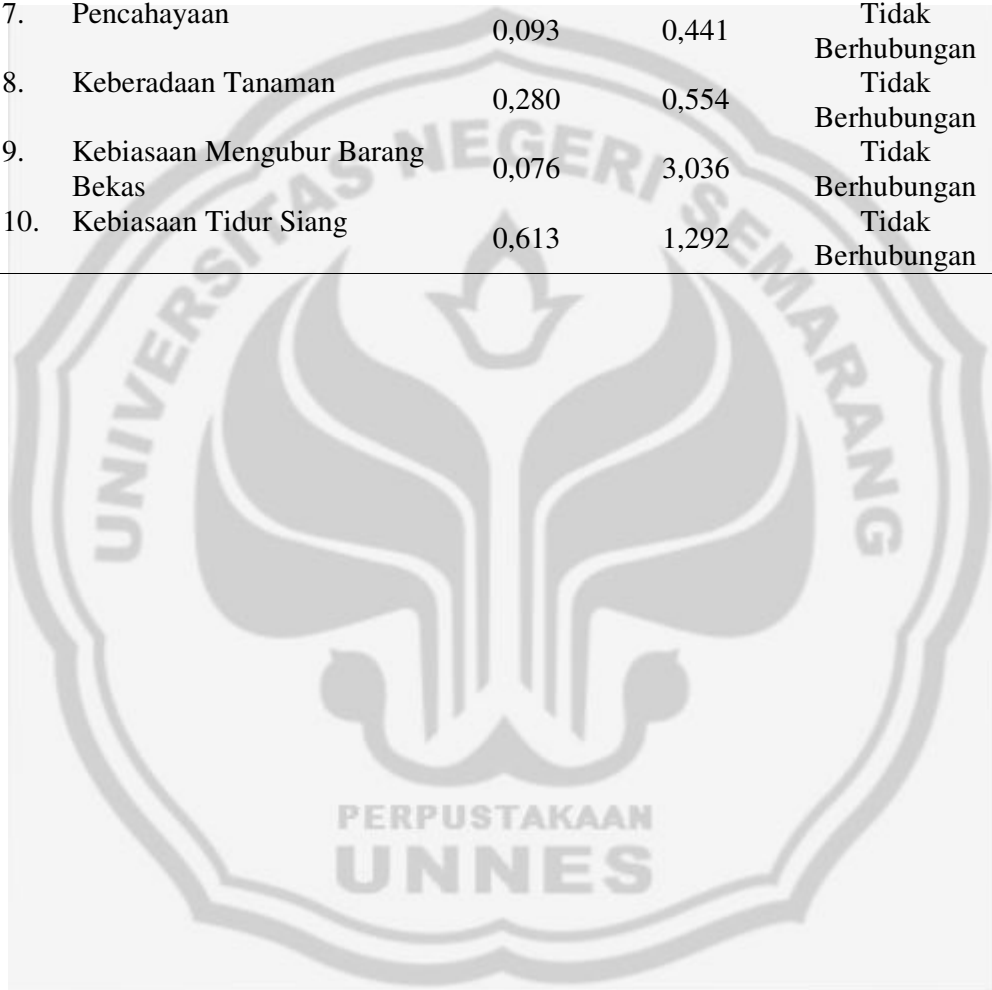 7. Pencahayaan 0,093 0,441 Tidak
Berhubungan
8. Keberadaan Tanaman 0,280 0,554 Tidak
Berhubungan
9. Kebiasaan Mengubur Barang
Bekas 0,076 3,036 Tidak
Berhubungan
10. Kebiasaan Tidur Siang 0,613 1,292 Tidak
Berhubungan
UNIVERSITAS NEGERI SEMARANG
PERPUSTAKAAN
UNNES